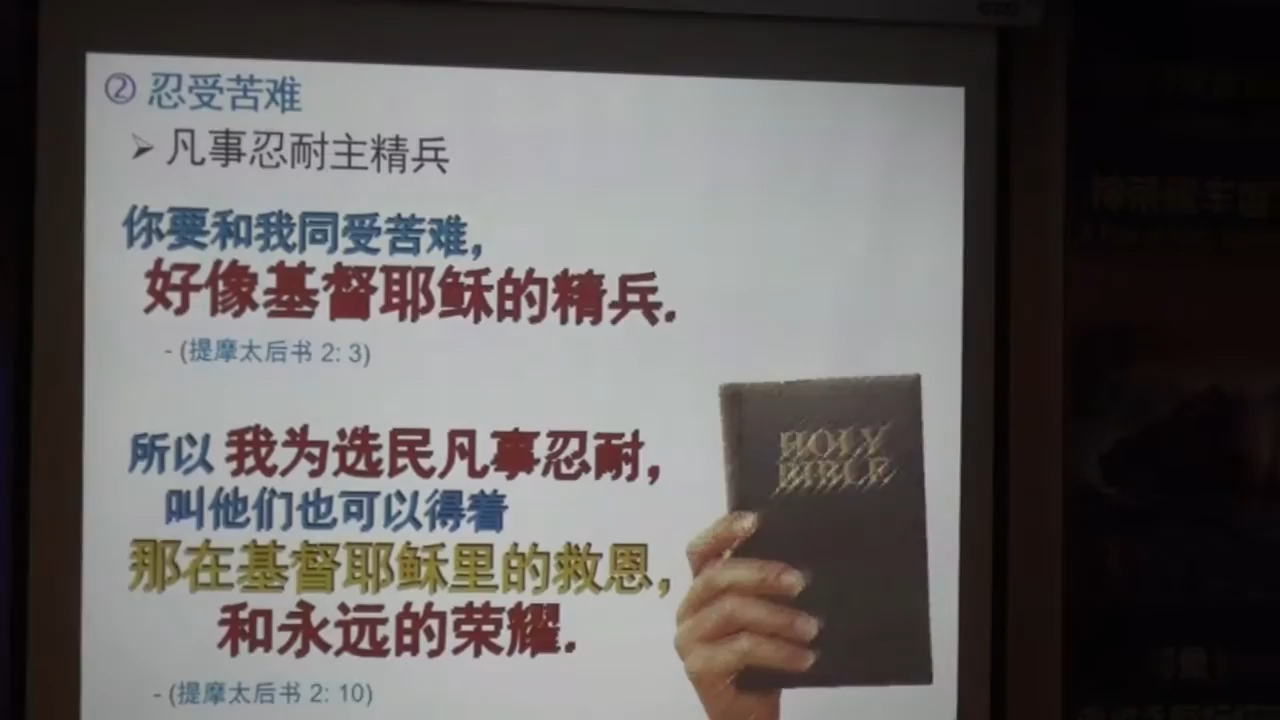 ② 忍受苦难
➢ 凡事忍耐主精兵
你要和我同受苦难,
好像基督耶稣的精兵.
- (提摩太后书 2: 3)
所以 我为选民凡事忍耐,
叫他们也可以得着
那在基督耶稣里的救恩,
和永远的荣耀.
- (提摩太后书 2: 10)
HOLY
BIBLE